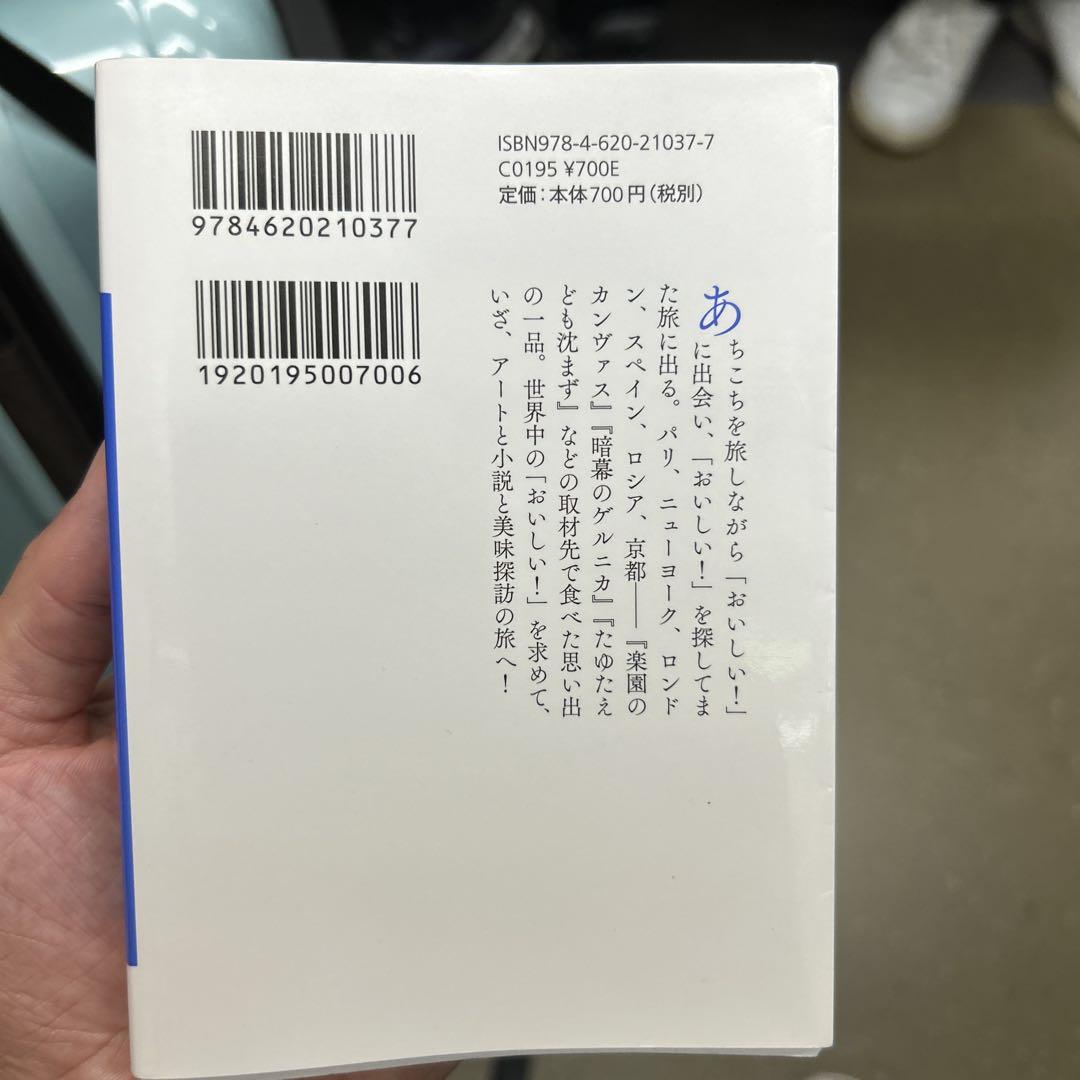 9784620210377
1920195007006
ISBN978-4-620-21037-7
C0195 ¥700E
定価：本体700円（税別）
あちこちを旅しながら「おいしい！」
に出会い、「おいしい！」を探してま
た旅に出る。パリ、ニューヨーク、ロンド
ン、スペイン、ロシア、京都――『楽園の
カンヴァス』『暗幕のゲルニカ』『たゆたえ
ども沈まず』などの取材先で食べた思い出
の一品。世界中の「おいしい！」を求めて、
いざ、アートと小説と美味探訪の旅へ！